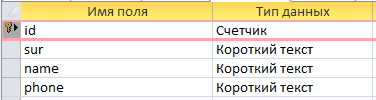 Имя поля Тип данных
id Счетчик
sur Короткий текст
name Короткий текст
phone Короткий текст